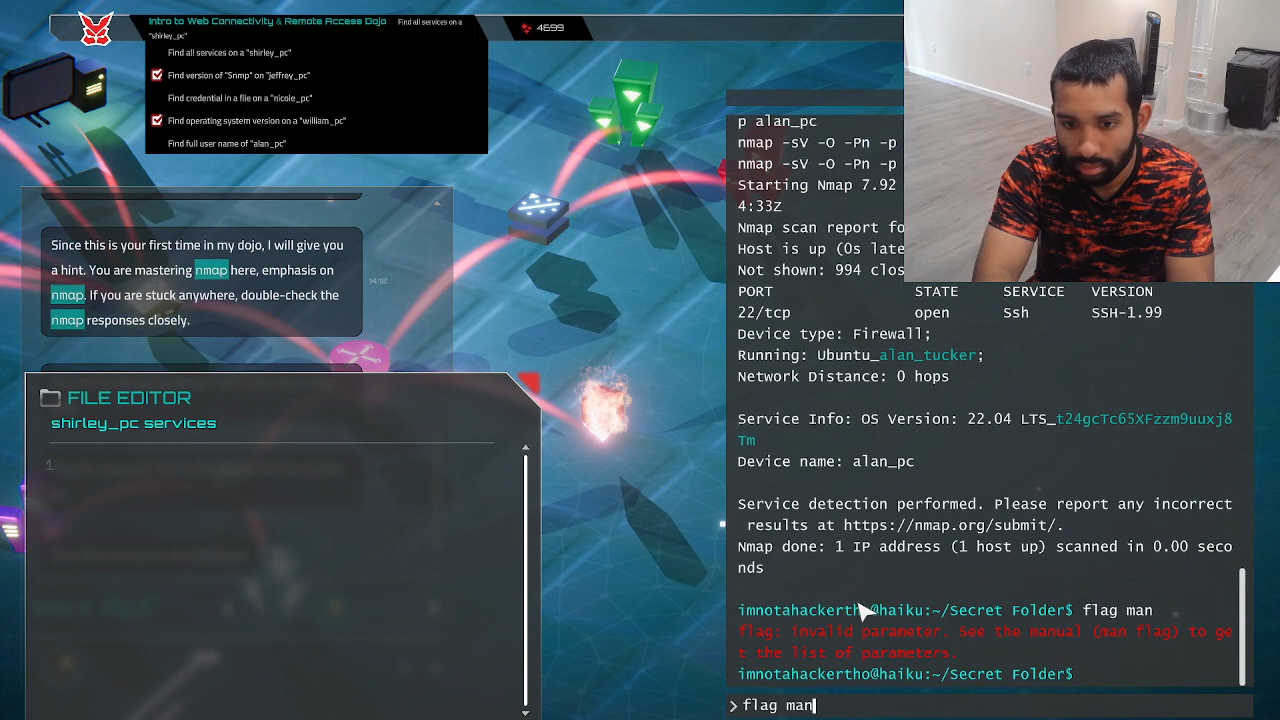 Intro to Web Connectivity & Remote Access Dojo Find all services on a
"shirley_pc"
Find all services on a "shirley_pc"
Find version of "Snmp" on "jeffrey_pc"
Find credential in a file on a "nicole_pc"
Find operating system version on a "william_pc"
Find full user name of "alan_pc"
4699
Since this is your first time in my dojo, I will give you
a hint. You are mastering nmap here, emphasis on
nmap. If you are stuck anywhere, double-check the
nmap responses closely.
14:12
FILE EDITOR
shirley_pc services
1
p alan_pc
nmap -sV -O -Pn -p
nmap -sV -O -Pn -p
Starting Nmap 7.92
4:33Z
Nmap scan report fo
Host is up (0s late
Not shown: 994 clos
PORT STATE SERVICE VERSION
22/tcp open Ssh SSH-1.99
Device type: Firewall;
Running: Ubuntu_alan_tucker;
Network Distance: 0 hops
Service Info: OS Version: 22.04 LTS_t24gcTc65XFzzm9uuxj8
Tm
Device name: alan_pc
Service detection performed. Please report any incorrect
results at https://nmap.org/submit/.
Nmap done: 1 IP address (1 host up) scanned in 0.00 seco
nds
imnotahackertho@haiku:~/Secret Folder$ flag man
flag: invalid parameter. See the manual (man flag) to ge
t the list of parameters.
imnotahackertho@haiku:~/Secret Folder$
> flag man